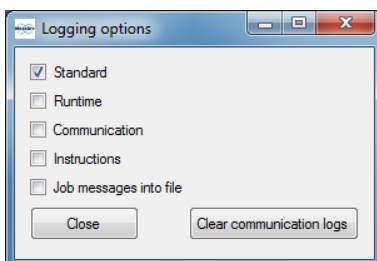 Logging options
Standard
Runtime
Communication
Instructions
Job messages into file
Close
Clear communication logs